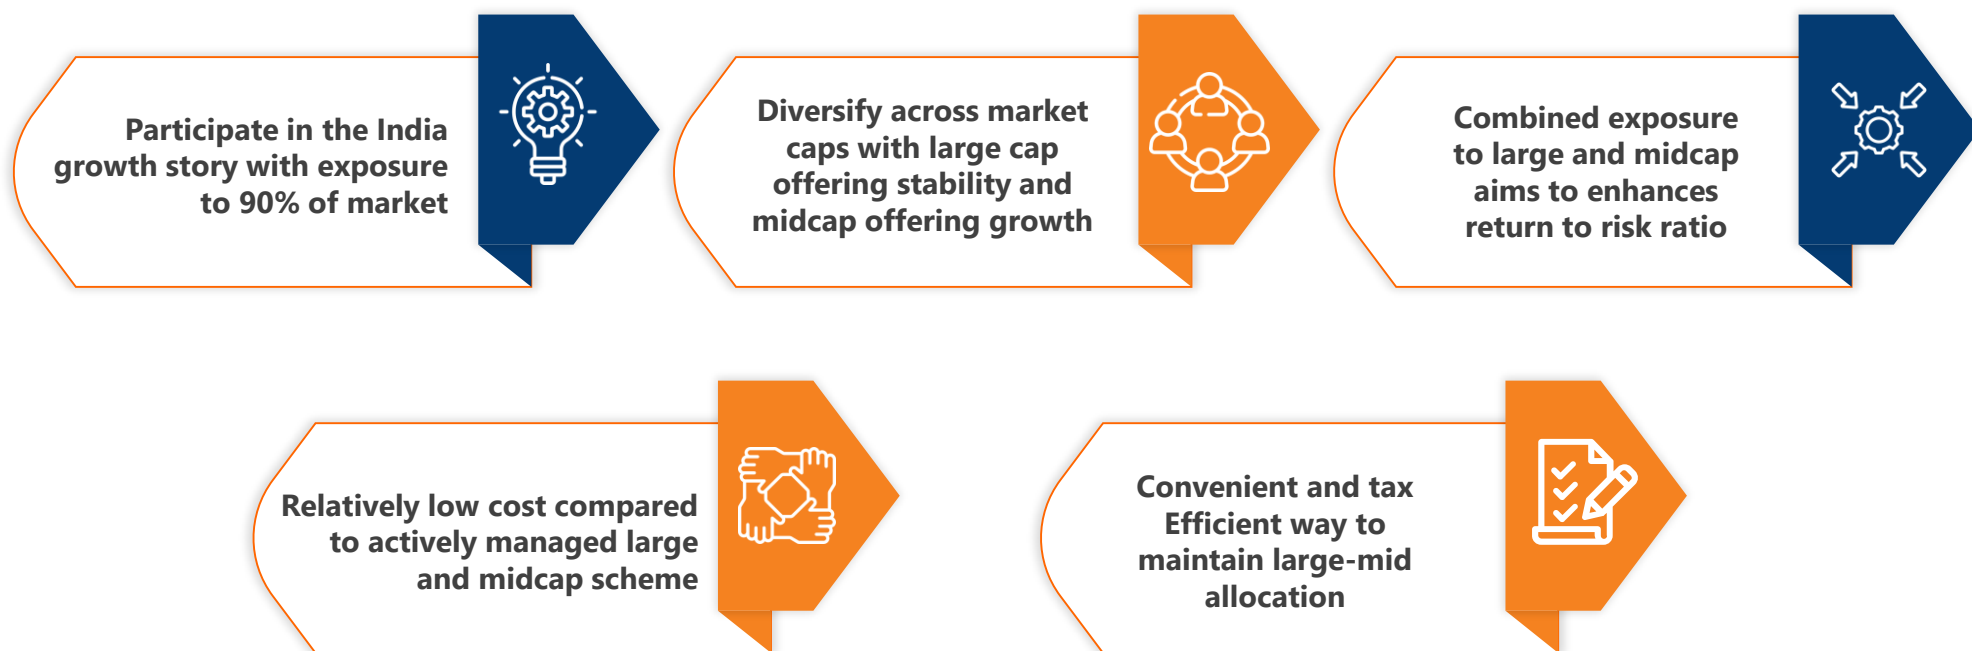 Participate in the India
growth story with exposure
to 90% of market
Diversify across market
caps with large cap
offering stability and
midcap offering growth
Combined exposure
to large and midcap
aims to enhances
return to risk ratio
Relatively low cost compared
to actively managed large
and midcap scheme
Convenient and tax
Efficient way to
maintain large-mid
allocation